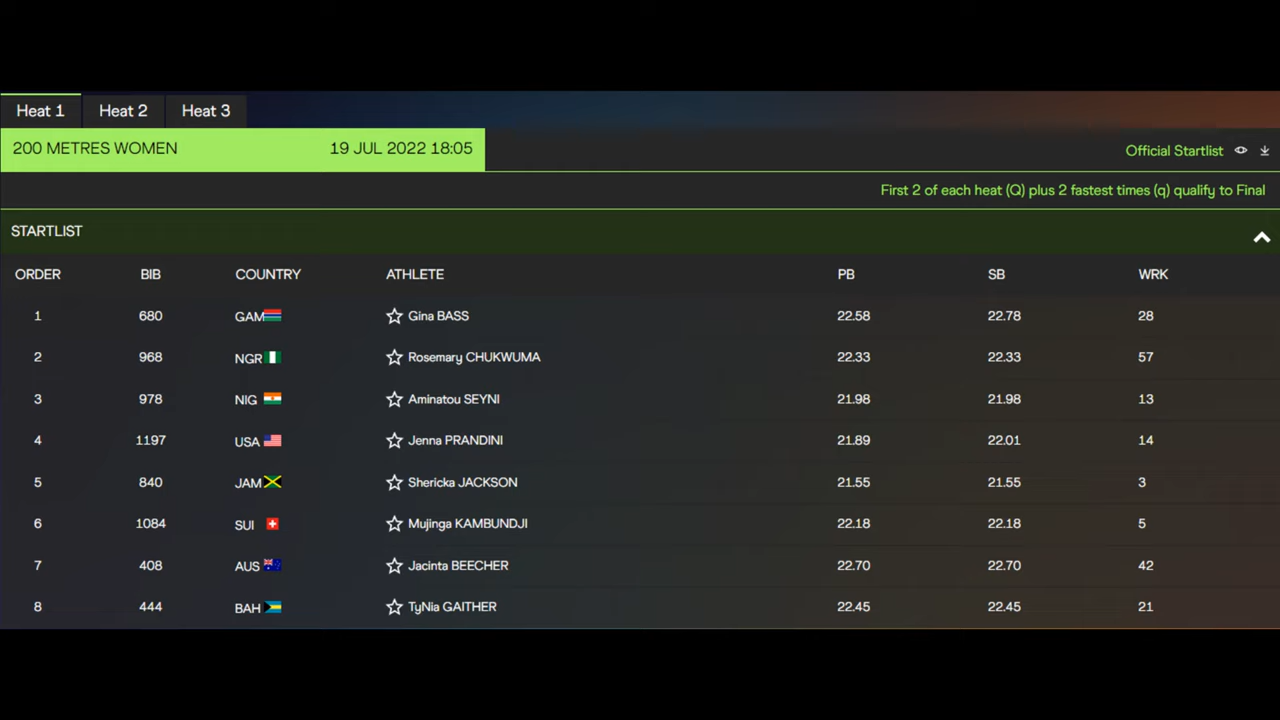 Heat 1 Heat 2 Heat 3
200 METRES WOMEN 19 JUL 2022 18:05
Official Startlist
First 2 of each heat (Q) plus 2 fastest times (q) qualify to Final
STARTLIST
ORDER BIB COUNTRY ATHLETE PB SB WRK
1 680 GAM Gina BASS 22.58 22.78 28
2 968 NGR Rosemary CHUKWUMA 22.33 22.33 57
3 978 NIG Aminatou SEYNI 21.98 21.98 13
4 1197 USA Jenna PRANDINI 21.89 22.01 14
5 840 JAM Shericka JACKSON 21.55 21.55 3
6 1084 SUI Mujinga KAMBUNDJI 22.18 22.18 5
7 408 AUS Jacinta BEECHER 22.70 22.70 42
8 444 BAH TyNia GAITHER 22.45 22.45 21